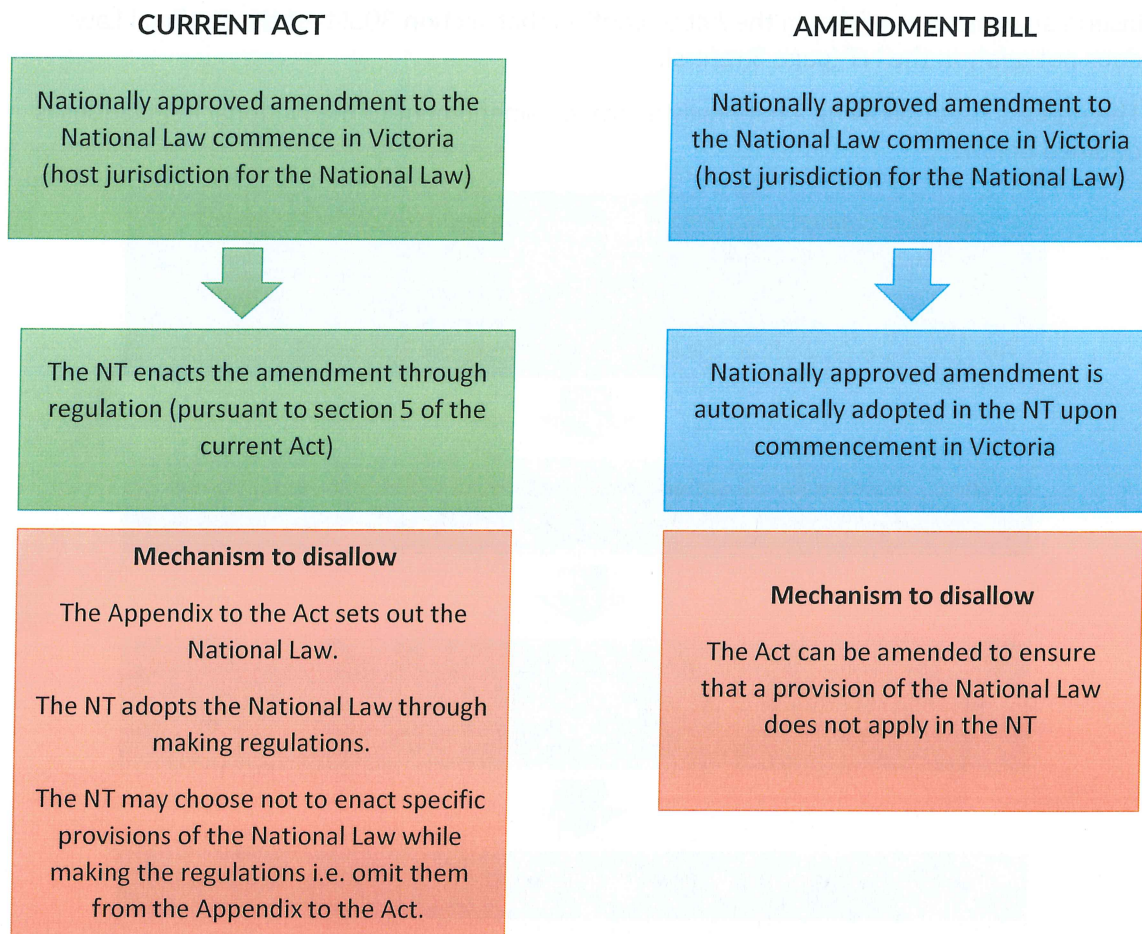 CURRENT ACT
Nationally approved amendment to the
National Law commence in Victoria
(host jurisdiction for the National Law)
The NT enacts the amendment through
regulation (pursuant to section 5 of the
current Act)
Mechanism to disallow
The Appendix to the Act sets out the
National Law.
The NT adopts the National Law through
making regulations.
The NT may choose not to enact specific
provisions of the National Law while
making the regulations i.e. omit them
from the Appendix to the Act.
AMENDMENT BILL
Nationally approved amendment to
the National Law commence in Victoria
(host jurisdiction for the National Law)
Nationally approved amendment is
automatically adopted in the NT upon
commencement in Victoria
Mechanism to disallow
The Act can be amended to ensure
that a provision of the National Law
does not apply in the NT